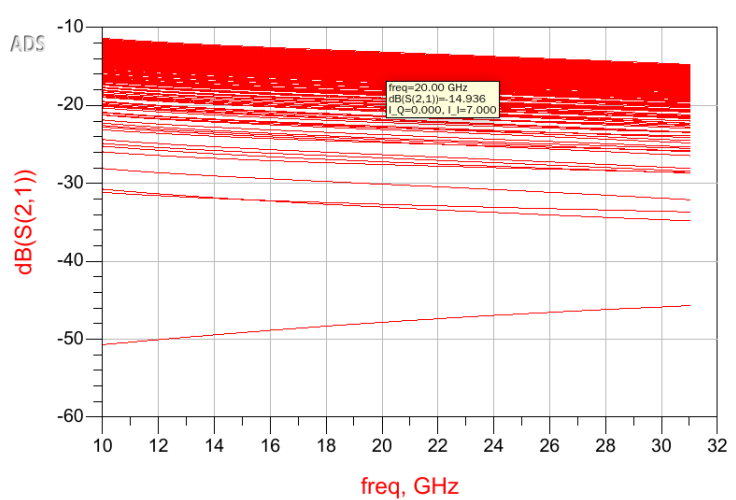 ADS
-10
-20
-30
-40
-50
-60
dB(S(2,1))
freq=20.00 GHz
dB(S(2,1))=-14.936
I_Q=0.000, I_I=7.000
10 12 14 16 18 20 22 24 26 28 30 32
freq, GHz